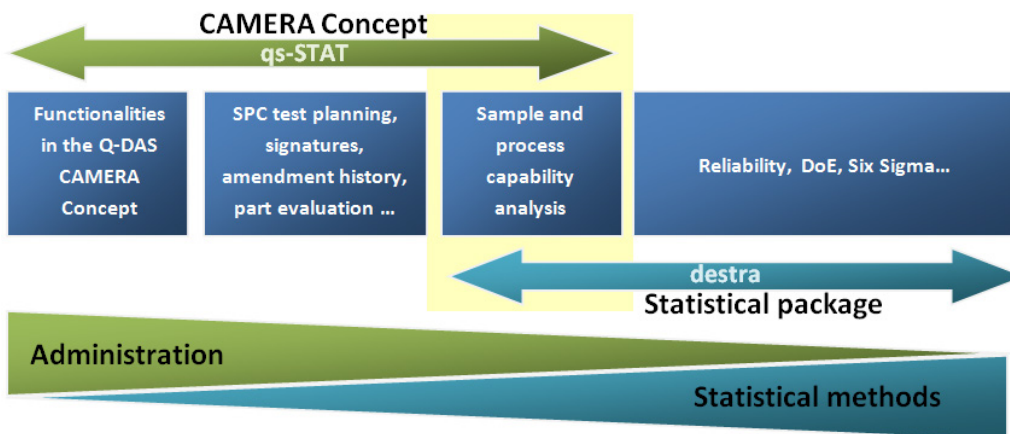 CAMERA Concept
qs-STAT
Functionalities
in the Q-DAS
CAMERA
Concept
SPC test planning,
signatures,
amendment history,
part evaluation ...
Sample and
process
capability
analysis
Reliability, DoE, Six Sigma...
destra
Statistical package
Administration
Statistical methods